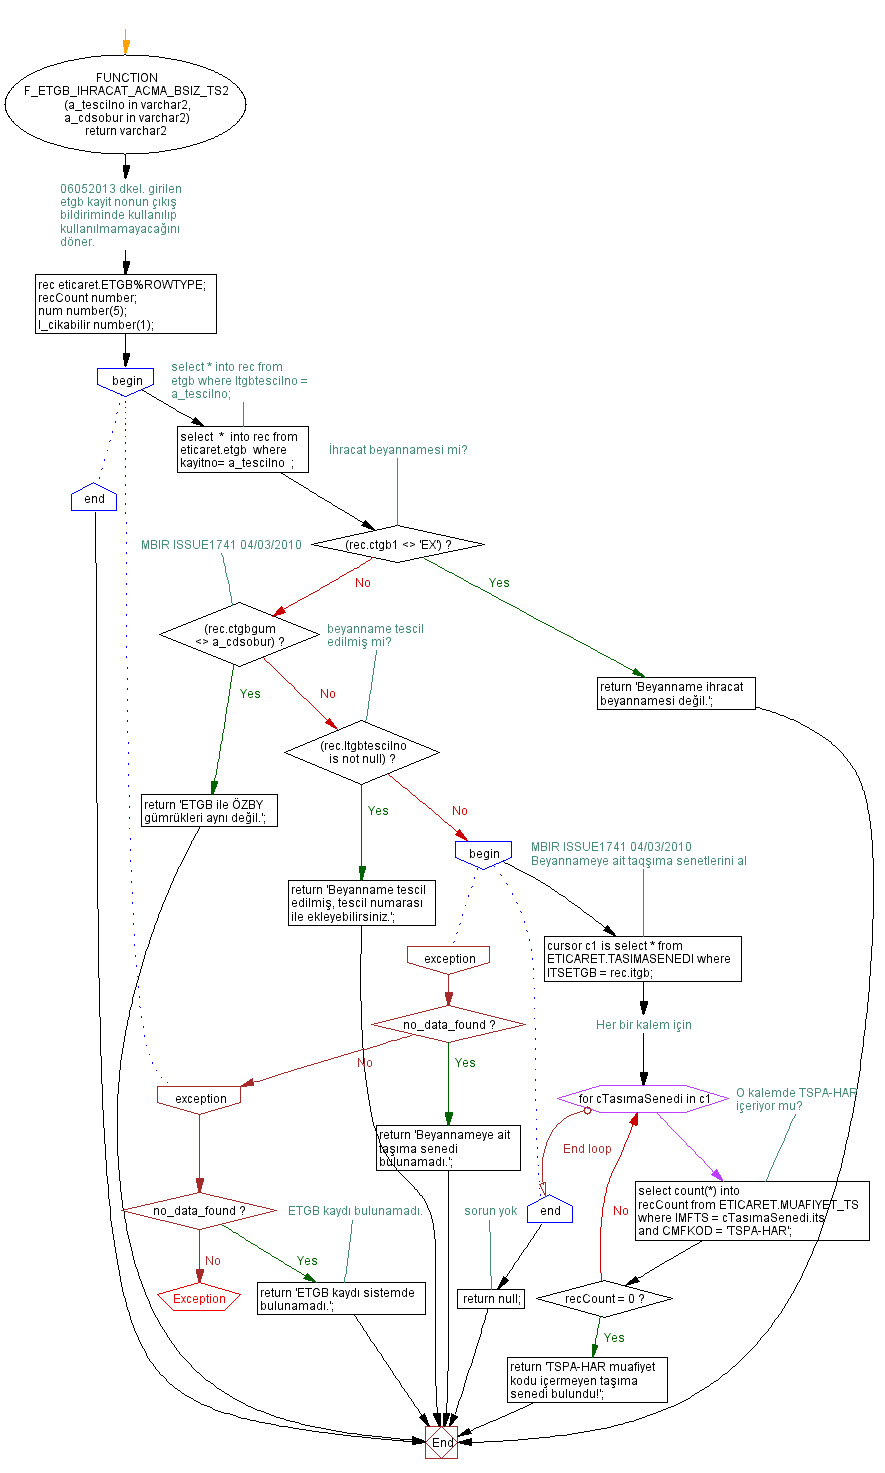 FUNCTION
F_ETGB_IHRACAT_ACMA_BSIZ_TS2
(a_tescilno in varchar2,
a_cdsobur in varchar2)
return varchar2
06052013 dkel. girilen
etgb kayit nonun çıkış
bildiriminde kullanılıp
kullanılmamayacağını
döner.
rec eticaret.ETGB%ROWTYPE;
recCount number;
num number(5);
l_cikabilir number(1);
begin
select * into rec from
etgb where ltgbtescilno =
a_tescilno;
select  *  into rec from
eticaret.etgb  where
kayitno= a_tescilno  ;
İhracat beyannamesi mi?
end
(rec.ctgb1 <> 'EX') ?
MBIR ISSUE1741 04/03/2010
No
Yes
(rec.ctgbgum
<> a_cdsobur) ?
beyanname tescil
edilmiş mi?
Yes
No
return 'Beyanname ihracat
beyannamesi değil.';
(rec.ltgbtescilno
is not null) ?
return 'ETGB ile ÖZBY
gümrükleri aynı değil.';
Yes
No
begin
MBIR ISSUE1741 04/03/2010
Beyannameye ait taqşıma senetlerini al
return 'Beyanname tescil
edilmiş, tescil numarası
ile ekleyebilirsiniz.';
cursor c1 is select * from
ETICARET.TASIMASENEDI where
ITSETGB = rec.itgb;
exception
no_data_found ?
Her bir kalem için
No
Yes
exception
for cTasımaSenedi in c1
O kalemde TSPA-HAR
içeriyor mu?
return 'Beyannameye ait
taşıma senedi
bulunamadı.';
End loop
select count(*) into
recCount from ETICARET.MUAFIYET_TS
where IMFTS = cTasımaSenedi.its
and CMFKOD = 'TSPA-HAR';
no_data_found ?
ETGB kaydı bulunamadı.
sorun yok
end
No
No
Yes
Exception
return 'ETGB kaydı sistemde
bulunamadı.';
return null;
recCount = 0 ?
Yes
return 'TSPA-HAR muafiyet
kodu içermeyen taşıma
senedi bulundu!';
End